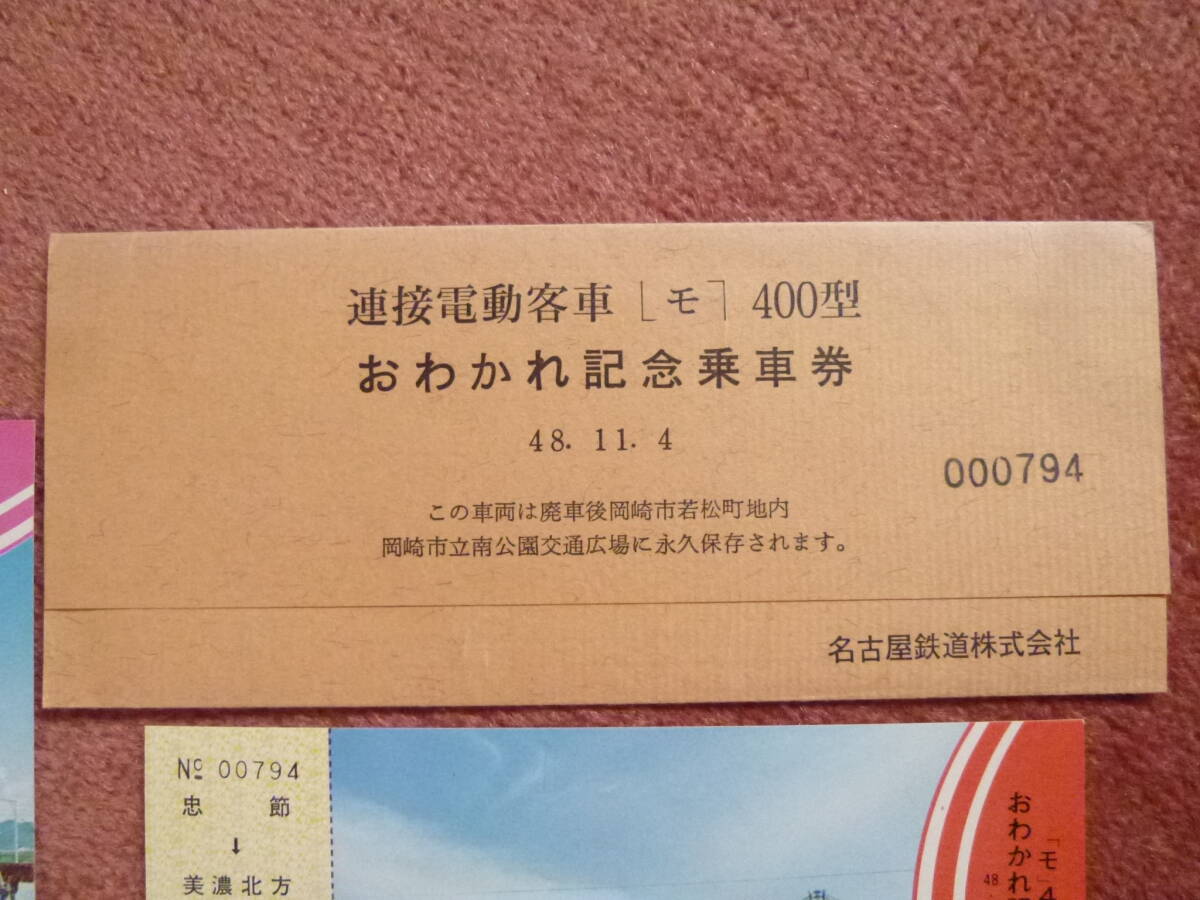 連接電動客車［モ］400型
おわかれ記念乗車券
48. 11. 4
000794
この車両は廃車後岡崎市若松町地内
岡崎市立南公園交通広場に永久保存されます。
名古屋鉄道株式会社
№ 00794
忠 節
↓
美濃北方
「モ」4
おわかれ
48